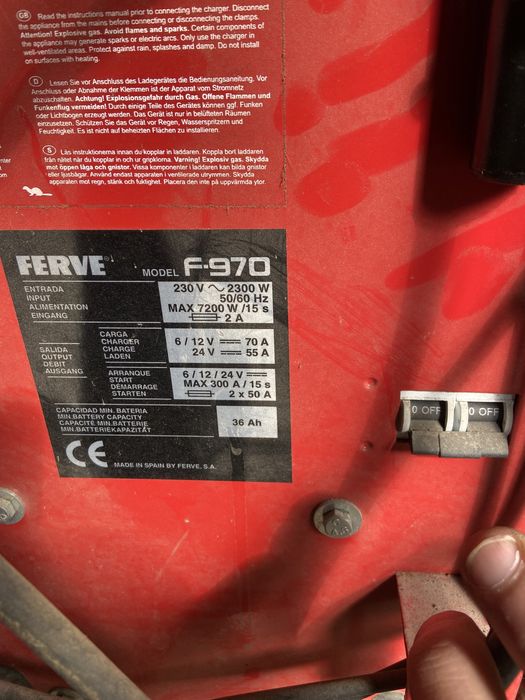 GB Read the instructions manual prior to connecting the charger. Disconnect
the appliance from the mains before connecting or disconnecting the clamps.
Attention! Explosive gas. Avoid flames and sparks. Certain components of
the appliance may generate sparks or electric arcs. Only use the charger in
well-ventilated areas. Protect against rain, splashes and damp. Do not install
on surfaces with heating.
D Lesen Sie vor Anschluss des Ladegerätes die Bedienungsanleitung. Vor
Anschluss oder Abnahme der Klemmen ist der Apparat vom Stromnetz
abzuschalten. Achtung! Explosionsgefahr durch Gas. Offene Flammen und
Funkenflug vermeiden! Durch einige Teile des Gerätes können ggf. Funken
oder Lichtbogen erzeugt werden. Das Gerät ist nur in belüfteten Räumen
einzusetzen. Schützen Sie das Gerät vor Regen, Wasserspritzern und
Feuchtigkeit. Es ist nicht auf beheizten Flächen zu installieren.
S Läs instruktionerna innan du kopplar in laddaren. Koppla bort laddaren
från nätet när du kopplar in och ur gripklorna. Varning! Explosiv gas. Skydda
mot öppen låga och gnistor. Vissa komponenter i laddaren kan bilda gnistor
eller ljusbågar. Använd endast apparaten i ventilerade utrymmen. Skydda
apparaten mot regn, stänk och fuktighet. Placera den inte på uppvärmda ytor.
FERVE® MODEL F-970
ENTRADA
INPUT
ALIMENTATION
EINGANG
230 V ~ 2300 W
50/60 Hz
MAX 7200 W /15 s
2 A
SALIDA
OUTPUT
DÉBIT
AUSGANG
CARGA
CHARGER
CHARGE
LADEN
6 / 12 V 70 A
24 V 55 A
ARRANQUE
START
DÉMARRAGE
STARTEN
6 / 12 / 24 V
MAX 300 A / 15 s
2 x 50 A
CAPACIDAD MIN. BATERIA
MIN.BATTERY CAPACITY
CAPACITÉ MIN. BATTERIE
MIN.BATTERIEKAPAZITÄT
36 Ah
CE MADE IN SPAIN BY FERVE, S.A.
O OFF O OFF